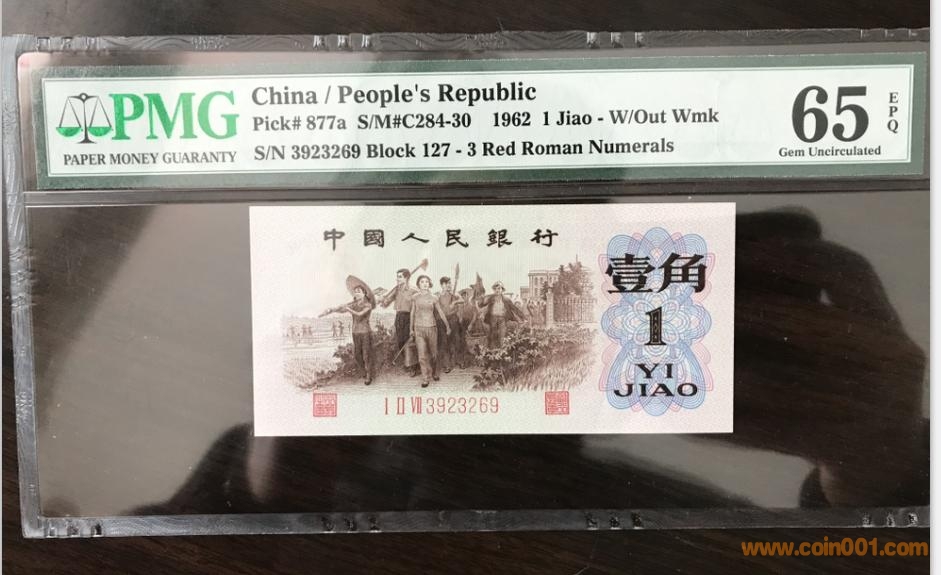 PMG
PAPER MONEY GUARANTY
China / People's Republic
Pick# 877a S/M#C284-30 1962 1 Jiao - W/Out Wmk
S/N 3923269 Block 127 - 3 Red Roman Numerals
65
EPQ
Gem Uncirculated
中國人民銀行
壹角
1
YI
JIAO
I II VII 3923269
www.coin001.com